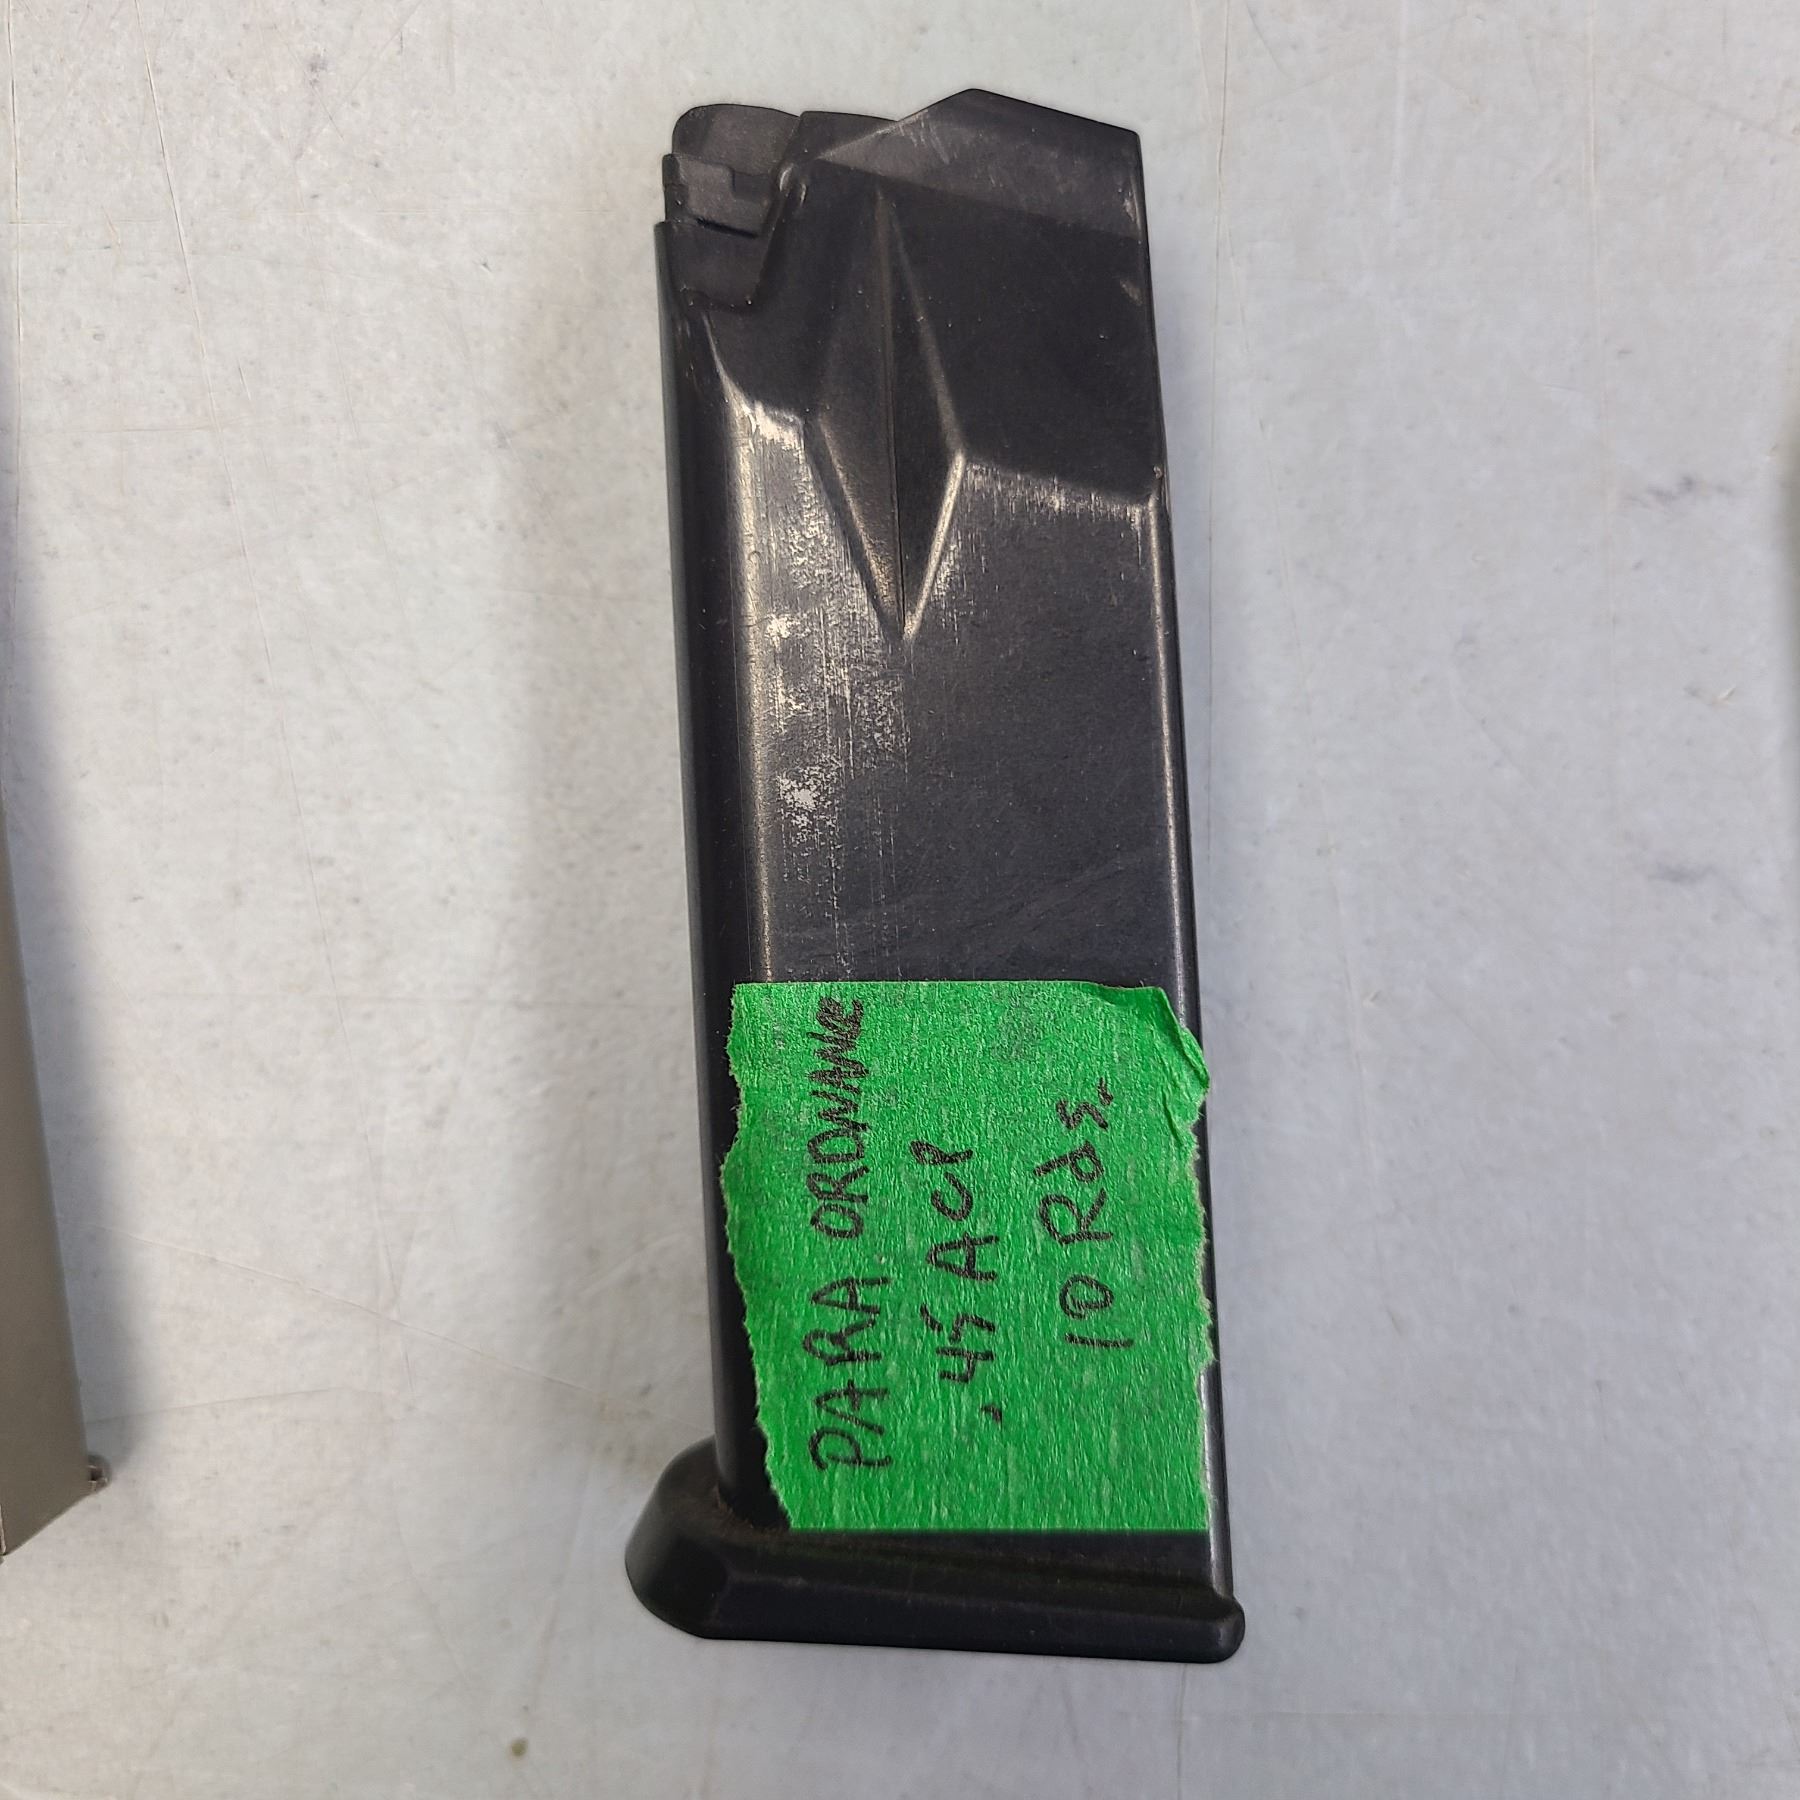 PARA ORDNANCE
.45 ACP
10 Rds.